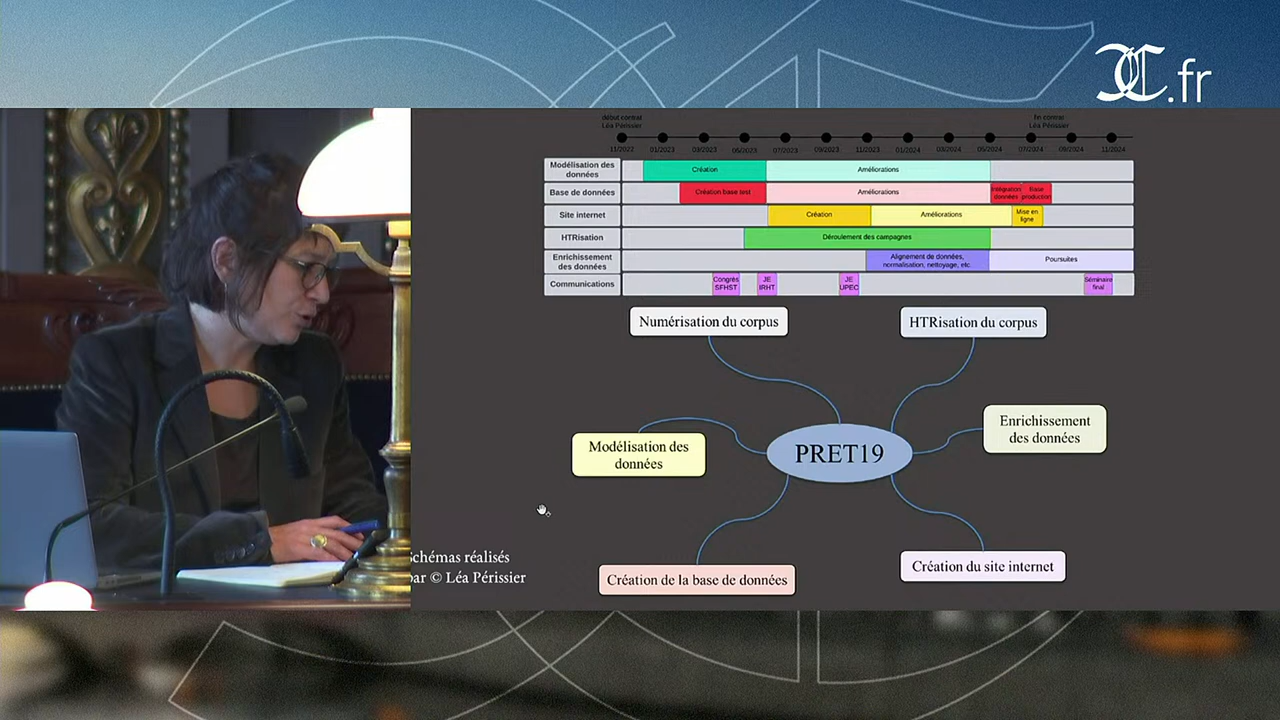 .fr
début contrat
Léa Périssier
fin contrat
Léa Périssier
11/2022
01/2023
03/2023
05/2023
07/2023
09/2023
11/2023
01/2024
03/2024
05/2024
07/2024
09/2024
11/2024
Modélisation des
données
Création
Améliorations
Base de données
Création base test
Améliorations
Intégration
données
Base
production
Site internet
Création
Améliorations
Mise en
ligne
HTRisation
Déroulement des campagnes
Enrichissement
des données
Alignement de données,
normalisation, nettoyage, etc.
Poursuites
Communications
Congrès
SFHST
JE
IRHT
JE
UPEC
Séminaire
final
Numérisation du corpus
HTRisation du corpus
Modélisation des
données
PRET19
Enrichissement
des données
Création de la base de données
Création du site internet
Schémas réalisés
par © Léa Périssier